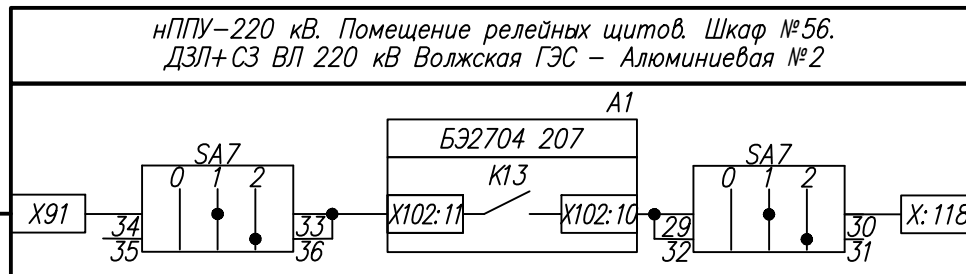 нППУ-220 кВ. Помещение релейных щитов. Шкаф №56.
ДЗЛ+СЗ ВЛ 220 кВ Волжская ГЭС - Алюминиевая №2
A1
SA7
БЭ2704 207
SA7
0 1 2
K13
0 1 2
X91
34
33
X102:11
X102:10
29
30
X:118
35
36
32
31